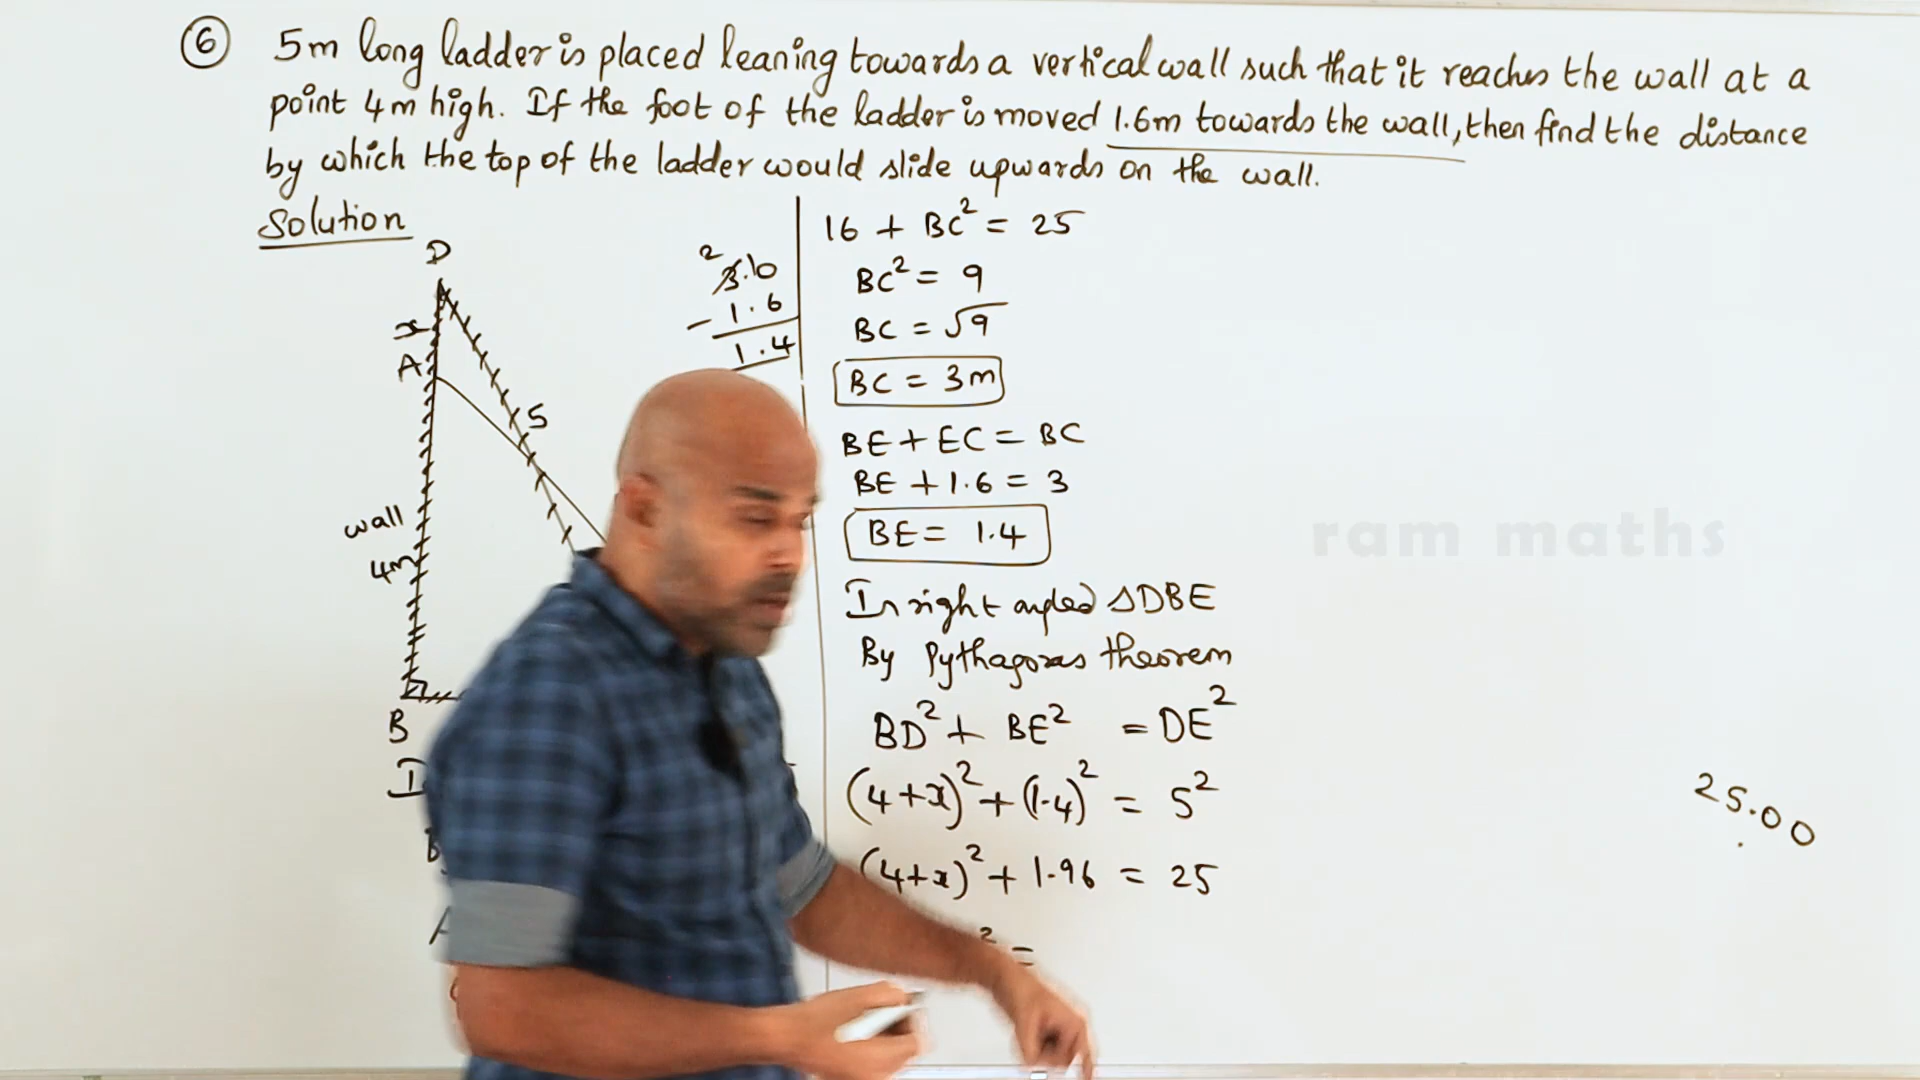 6 5m long ladder is placed leaning towards a vertical wall such that it reaches the wall at a
point 4m high. If the foot of the ladder is moved 1.6m towards the wall, then find the distance
by which the top of the ladder would slide upwards on the wall.
Solution
D
x
A
5
wall
4m
B
2
3.10
- 1.6
1.4
16 + BC² = 25
BC² = 9
BC = √9
BC = 3m
BE + EC = BC
BE + 1.6 = 3
BE = 1.4
In right angled △DBE
By Pythagoras theorem
BD² + BE² = DE²
(4+x)² + (1.4)² = 5²
(4+x)² + 1.96 = 25
² =
25.00
ram maths